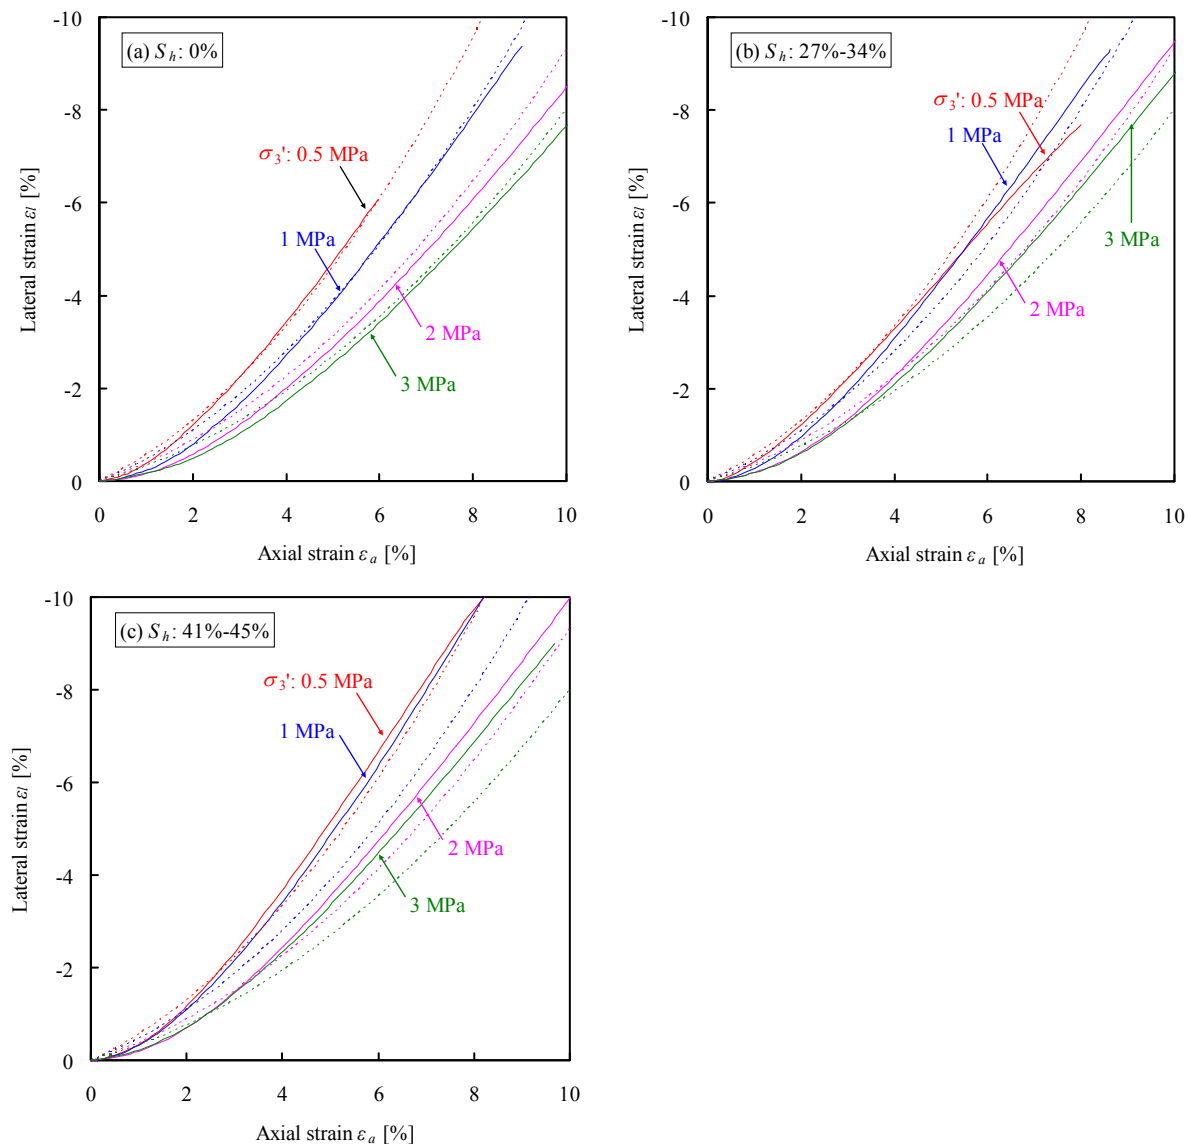 -10
-8
-6
-4
-2
0
0
2
4
6
8
10
Lateral strain εl [%]
Axial strain εa [%]
(a) Sh: 0%
σ3': 0.5 MPa
1 MPa
2 MPa
3 MPa
-10
-8
-6
-4
-2
0
0
2
4
6
8
10
Lateral strain εl [%]
Axial strain εa [%]
(b) Sh: 27%-34%
σ3': 0.5 MPa
1 MPa
3 MPa
2 MPa
-10
-8
-6
-4
-2
0
0
2
4
6
8
10
Lateral strain εl [%]
Axial strain εa [%]
(c) Sh: 41%-45%
σ3': 0.5 MPa
1 MPa
2 MPa
3 MPa